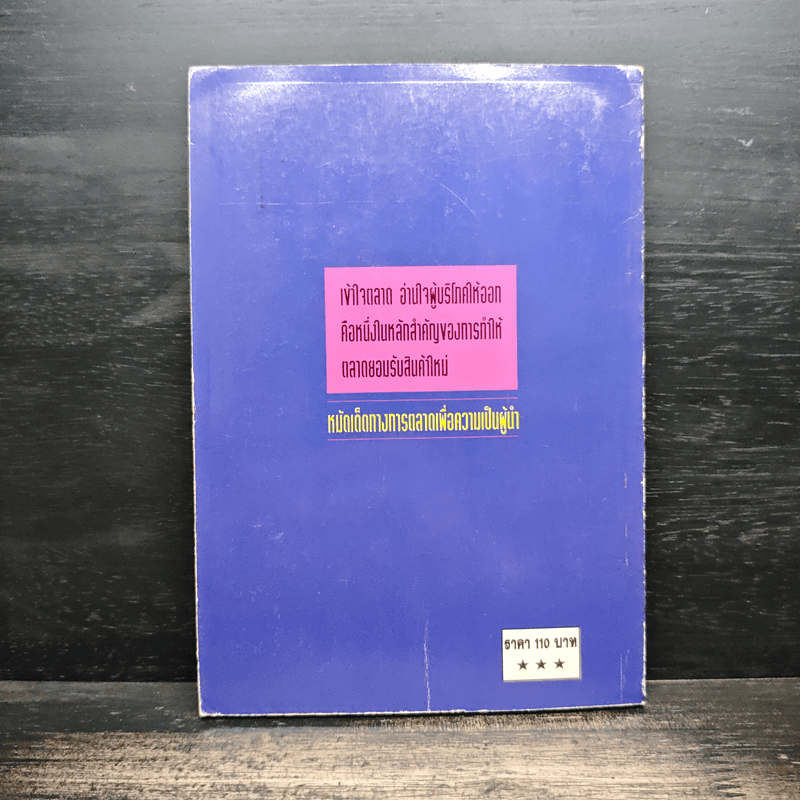 เข้าใจตลาด อ่านใจผู้บริโภคให้ออก
คือหนึ่งในหลักสำคัญของการทำให้
ตลาดยอมรับสินค้าใหม่
หมัดเด็ดทางการตลาดเพื่อความเป็นผู้นำ
ราคา 110 บาท
★ ★ ★